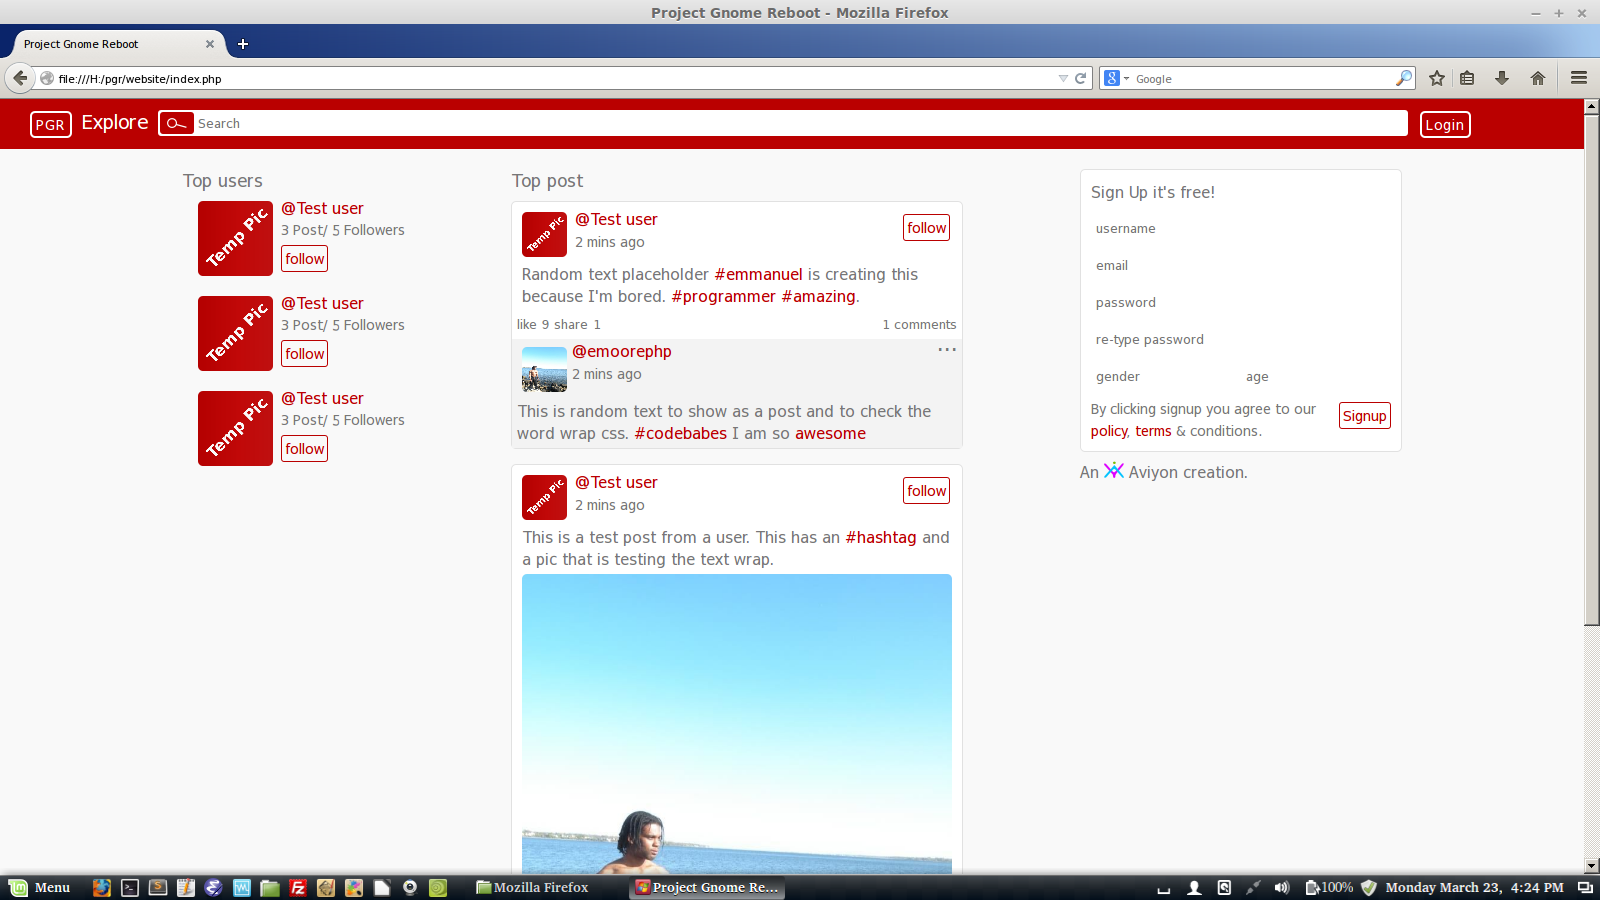 Project Gnome Reboot - Mozilla Firefox
Project Gnome Reboot
file:///H:/pgr/website/index.php
Google
PGR Explore Search Login
Top users
Temp Pic
@Test user
3 Post/ 5 Followers
follow
Temp Pic
@Test user
3 Post/ 5 Followers
follow
Temp Pic
@Test user
3 Post/ 5 Followers
follow
Top post
Temp Pic
@Test user
2 mins ago
follow
Random text placeholder #emmanuel is creating this
because I'm bored. #programmer #amazing.
like 9 share 1 1 comments
@emoorephp ...
2 mins ago
This is random text to show as a post and to check the
word wrap css. #codebabes I am so awesome
Temp Pic
@Test user
2 mins ago
follow
This is a test post from a user. This has an #hashtag and
a pic that is testing the text wrap.
Sign Up it's free!
username
email
password
re-type password
gender age
By clicking signup you agree to our
policy, terms & conditions.
Signup
An Aviyon creation.
Menu Mozilla Firefox Project Gnome Re... 100% Monday March 23, 4:24 PM